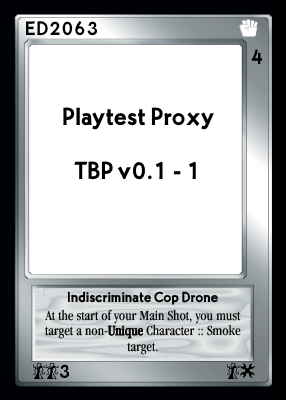 ED2063
4
Playtest Proxy
TBP v0.1 - 1
Indiscriminate Cop Drone
At the start of your Main Shot, you must
target a non-Unique Character :: Smoke
target.
3